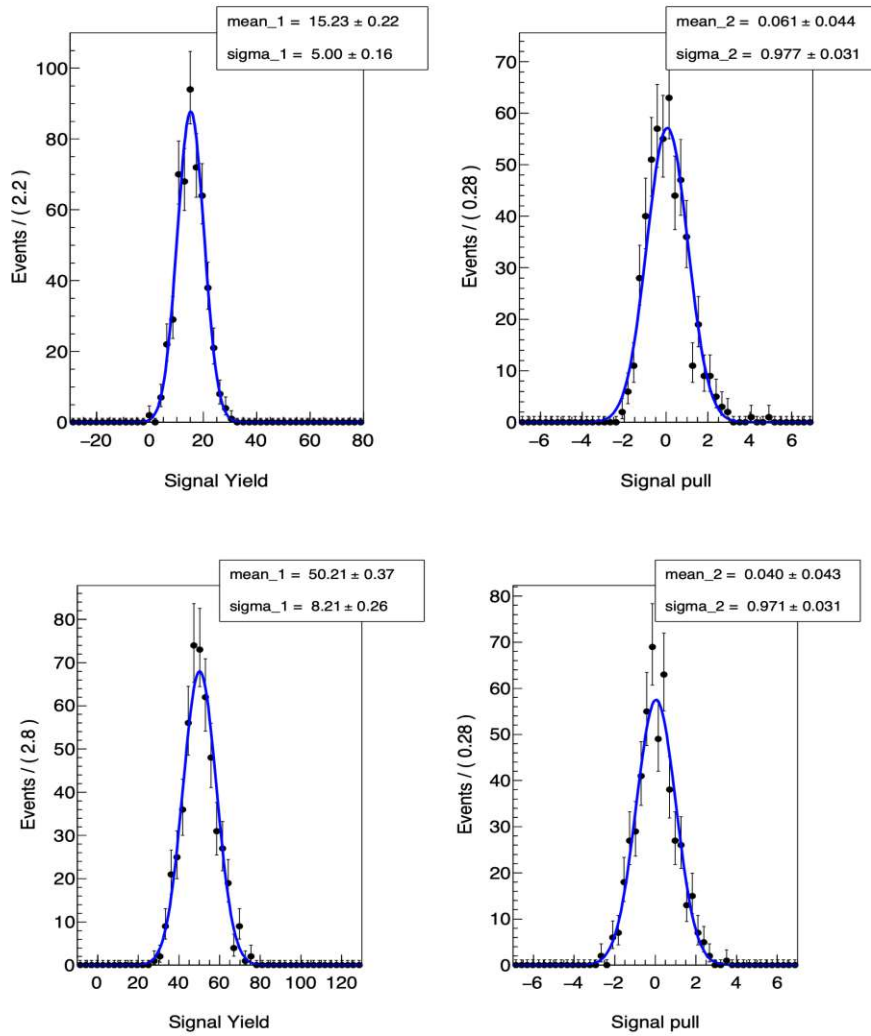 mean_1 = 15.23 ± 0.22
sigma_1 = 5.00 ± 0.16
Events / ( 2.2 )
100
80
60
40
20
0
−20 0 20 40 60 80
Signal Yield
mean_2 = 0.061 ± 0.044
sigma_2 = 0.977 ± 0.031
Events / ( 0.28 )
70
60
50
40
30
20
10
0
−6 −4 −2 0 2 4 6
Signal pull
mean_1 = 50.21 ± 0.37
sigma_1 = 8.21 ± 0.26
Events / ( 2.8 )
80
70
60
50
40
30
20
10
0
0 20 40 60 80 100 120
Signal Yield
mean_2 = 0.040 ± 0.043
sigma_2 = 0.971 ± 0.031
Events / ( 0.28 )
80
70
60
50
40
30
20
10
0
−6 −4 −2 0 2 4 6
Signal pull